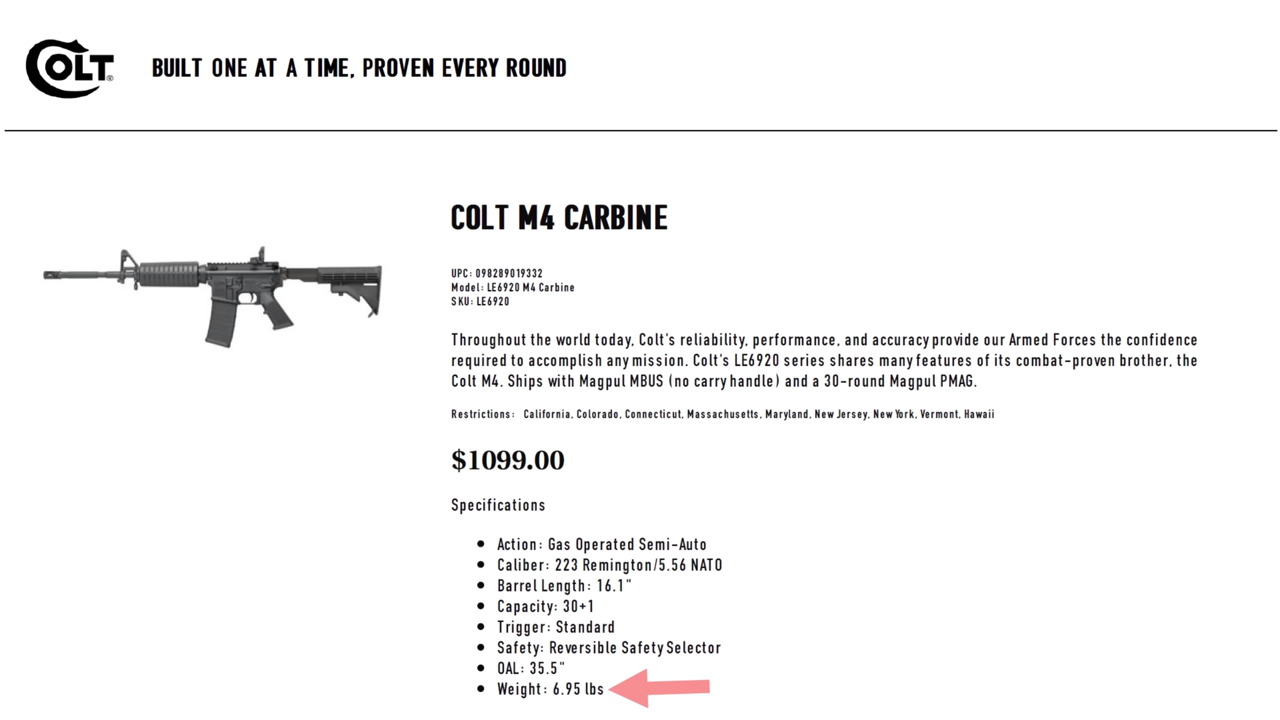 COLT®
BUILT ONE AT A TIME, PROVEN EVERY ROUND
COLT M4 CARBINE
UPC: 098289019332
Model: LE6920 M4 Carbine
SKU: LE6920
Throughout the world today, Colt's reliability, performance, and accuracy provide our Armed Forces the confidence
required to accomplish any mission. Colt's LE6920 series shares many features of its combat-proven brother, the
Colt M4. Ships with Magpul MBUS (no carry handle) and a 30-round Magpul PMAG.
Restrictions: California, Colorado, Connecticut, Massachusetts, Maryland, New Jersey, New York, Vermont, Hawaii
$1099.00
Specifications
• Action: Gas Operated Semi-Auto
• Caliber: 223 Remington/5.56 NATO
• Barrel Length: 16.1"
• Capacity: 30+1
• Trigger: Standard
• Safety: Reversible Safety Selector
• OAL: 35.5"
• Weight: 6.95 lbs